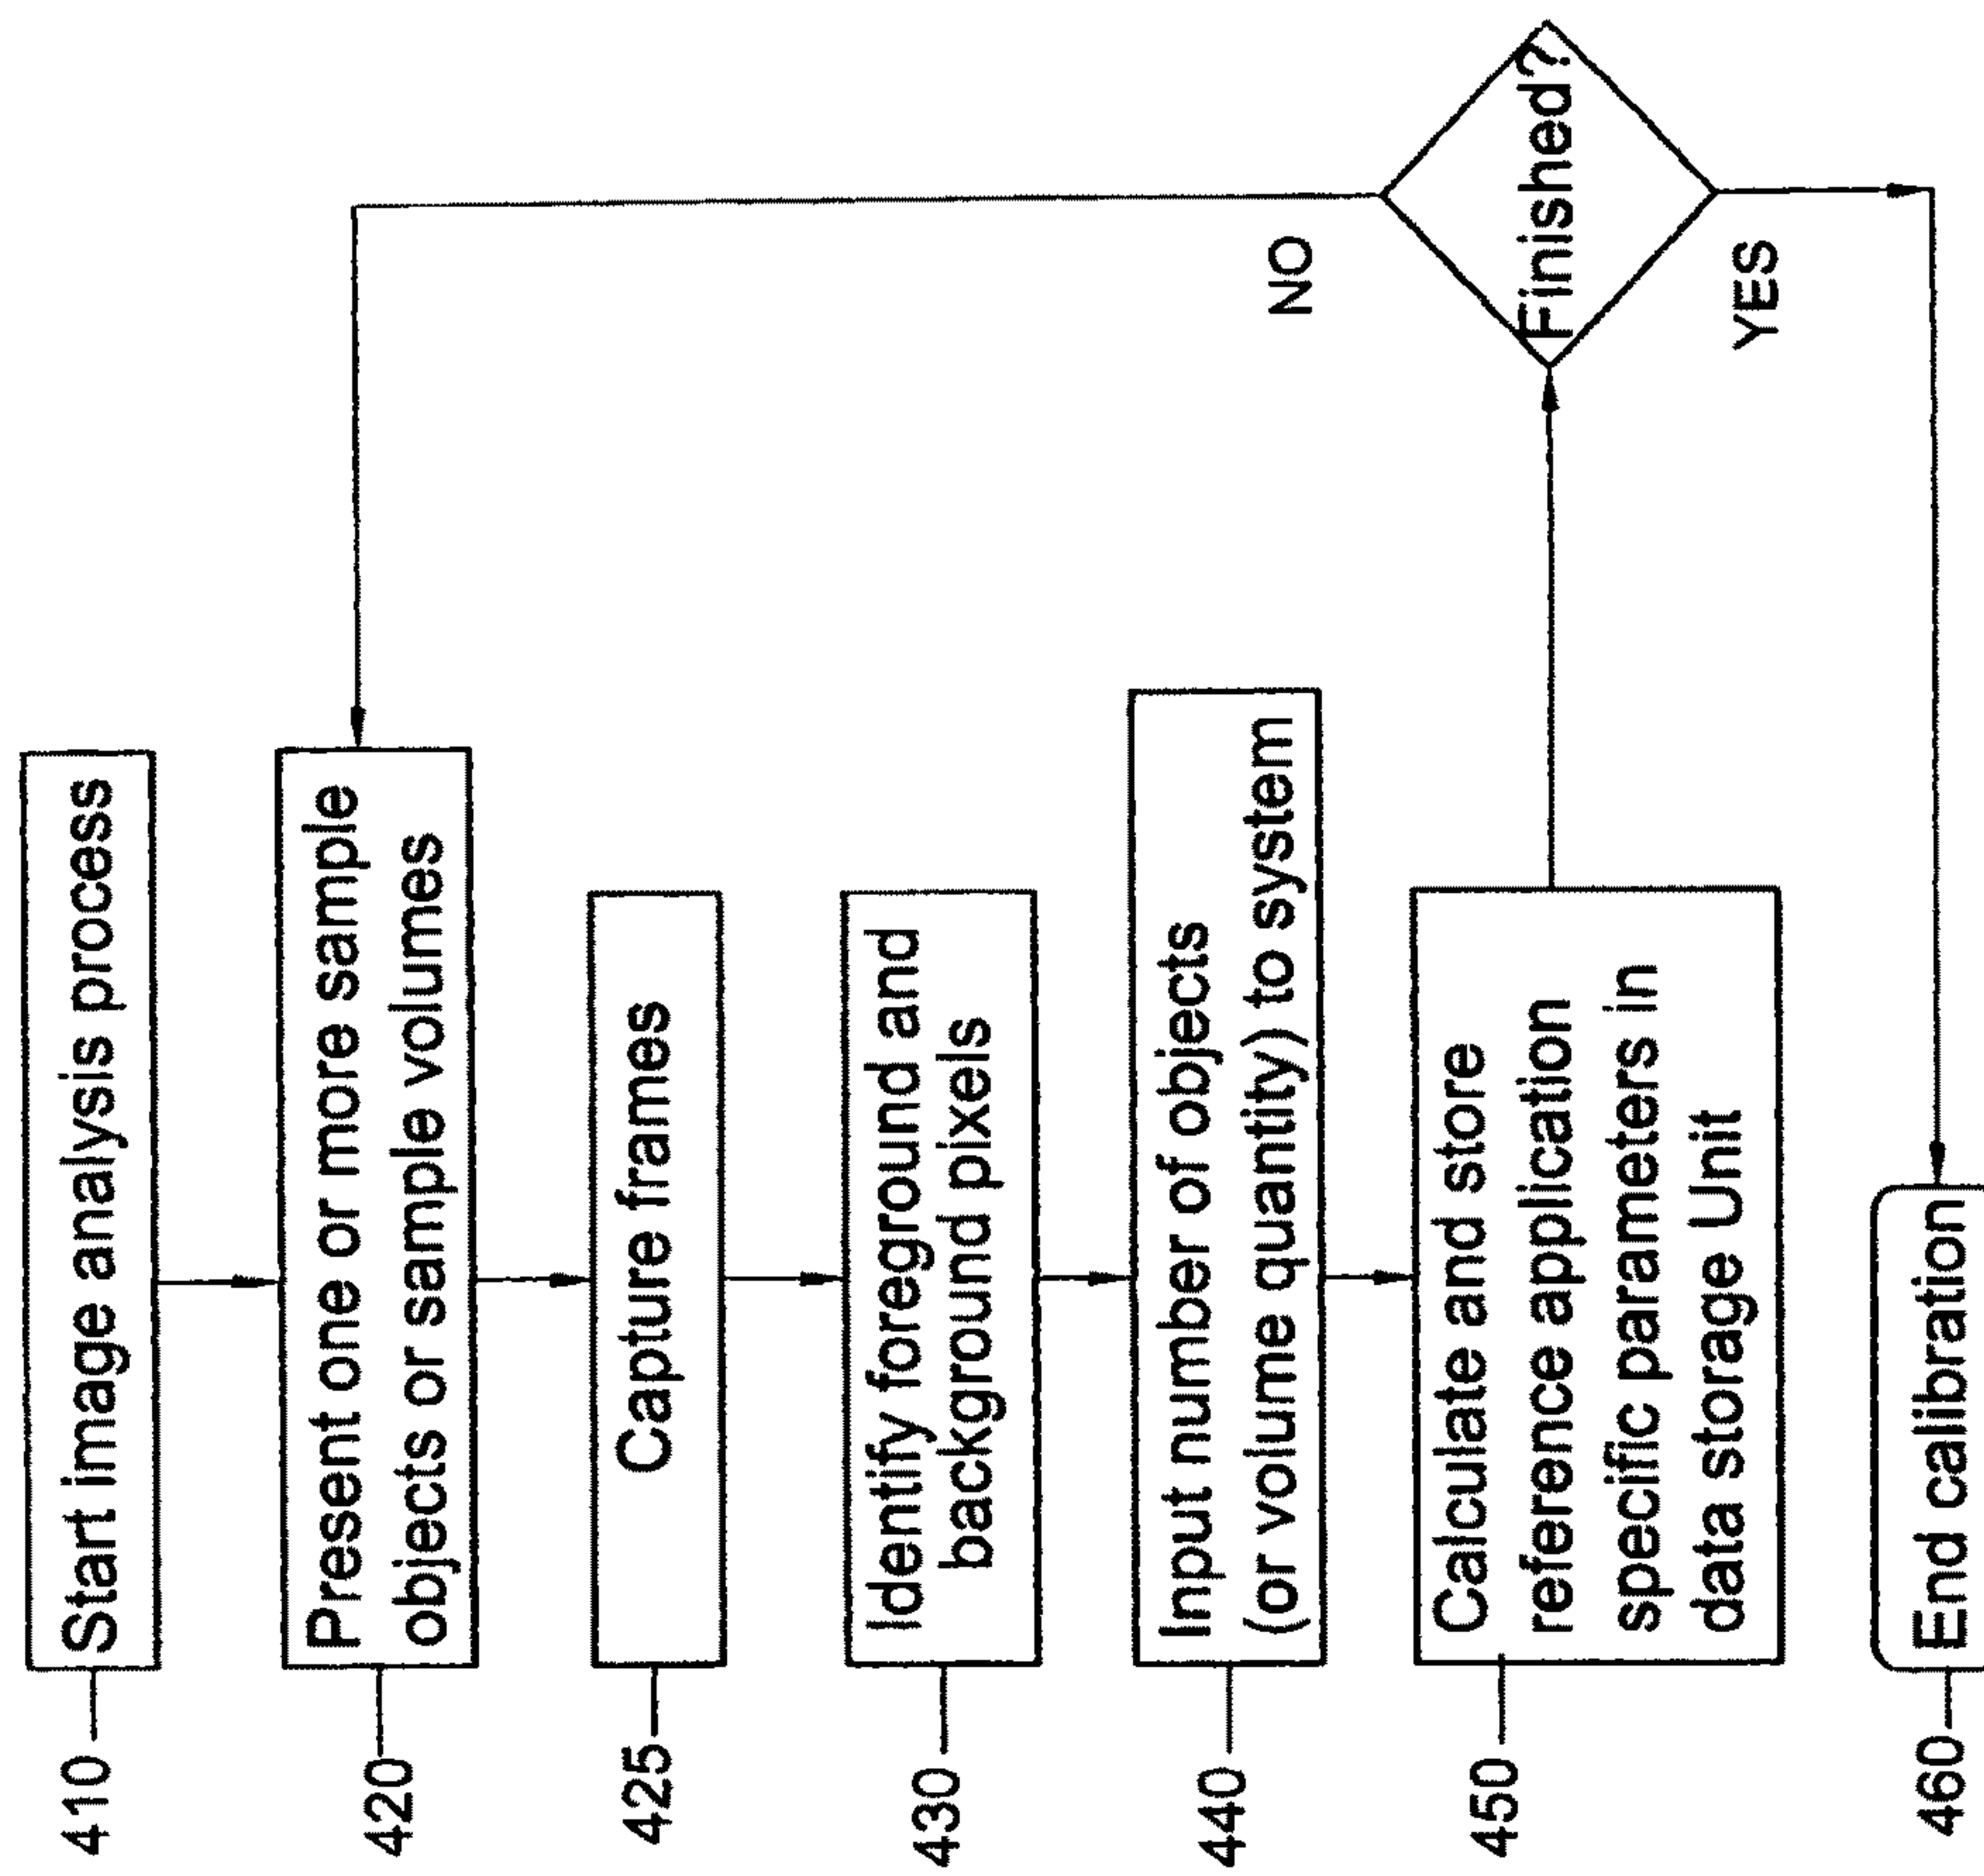 410
Start image analysis process
420
Present one or more sample
objects or sample volumes
425
Capture frames
430
Identify foreground and
background pixels
440
Input number of objects
(or volume quantity) to system
450
Calculate and store
reference application
specific parameters in
data storage Unit
Finished?
NO
YES
460
End calibration